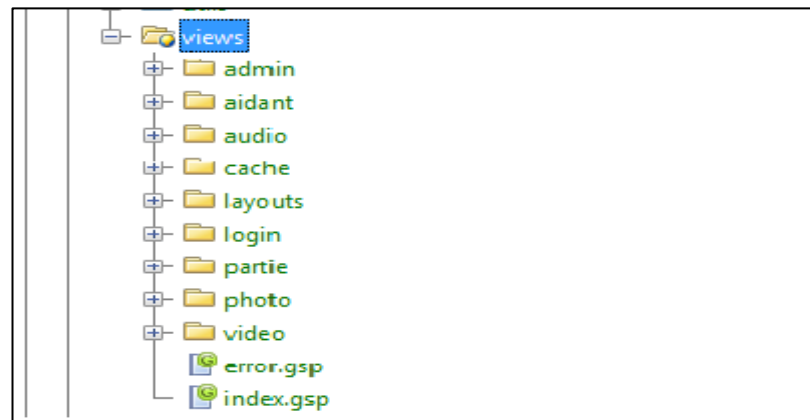 views
admin
aidant
audio
cache
layouts
login
partie
photo
video
error.gsp
index.gsp